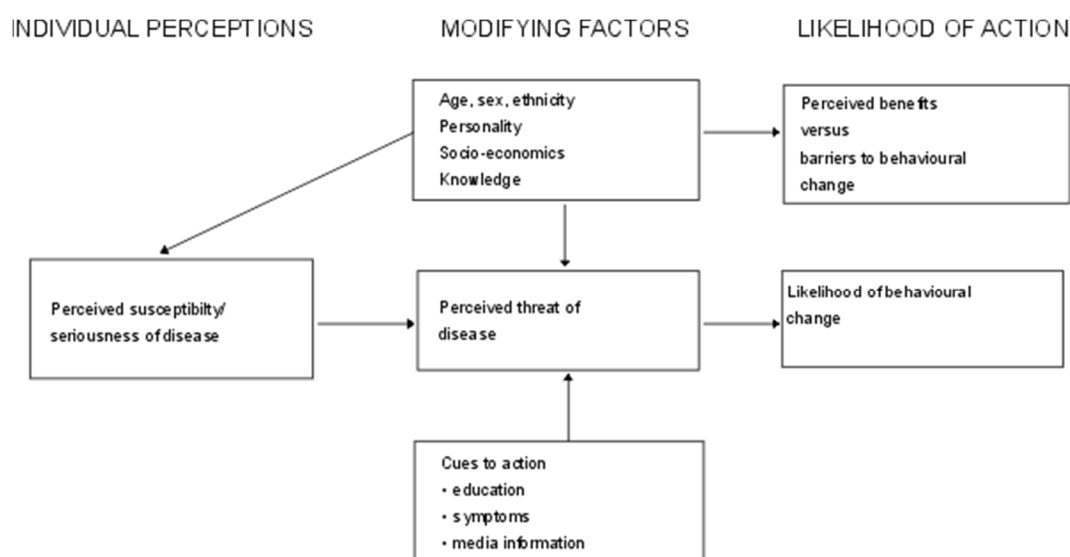 INDIVIDUAL PERCEPTIONS
MODIFYING FACTORS
LIKELIHOOD OF ACTION
Age, sex, ethnicity
Personality
Socio-economics
Knowledge
Perceived benefits
versus
barriers to behavioural
change
Perceived susceptibilty/
seriousness of disease
Perceived threat of
disease
Likelihood of behavioural
change
Cues to action
• education
• symptoms
• media information